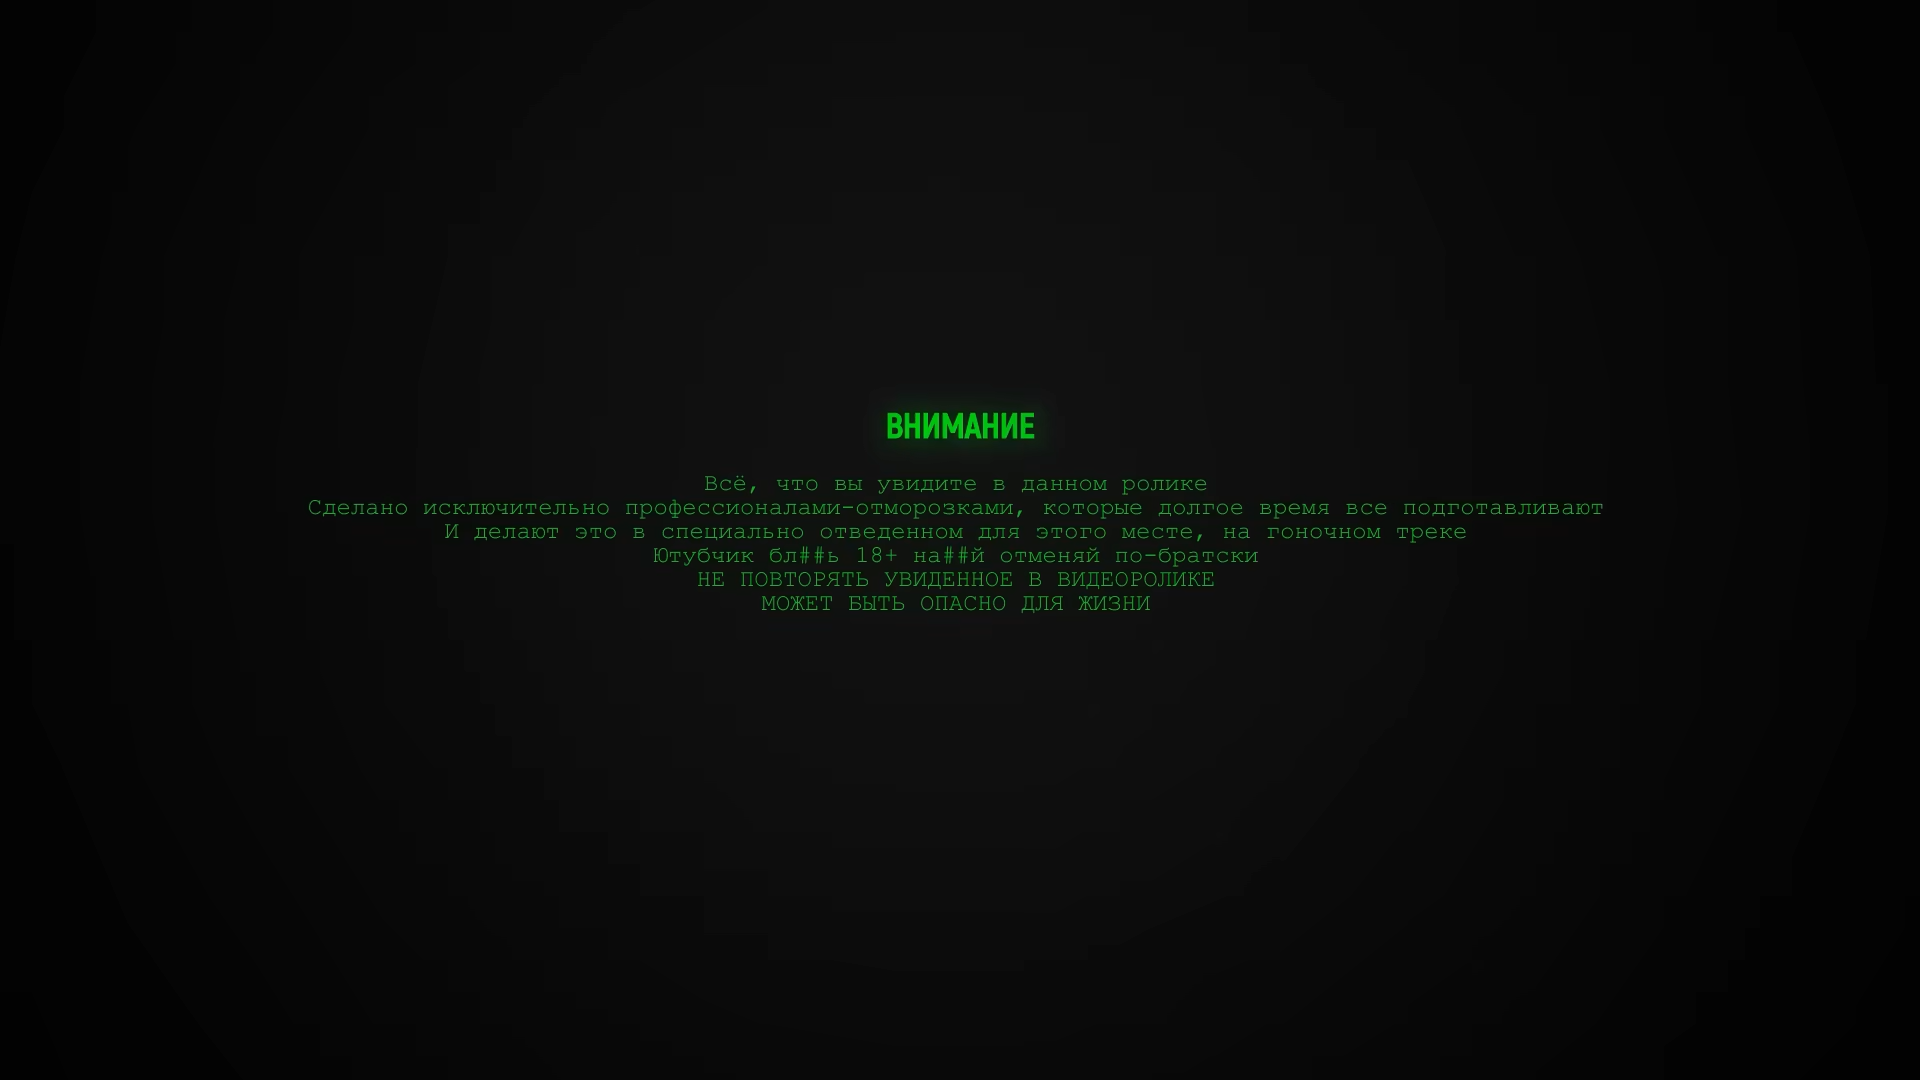 ВНИМАНИЕ
Всё, что вы увидите в данном ролике
Сделано исключительно профессионалами-отморозками, которые долгое время все подготавливают
И делают это в специально отведенном для этого месте, на гоночном треке
Ютубчик бл##ь 18+ на##й отменяй по-братски
НЕ ПОВТОРЯТЬ УВИДЕННОЕ В ВИДЕОРОЛИКЕ
МОЖЕТ БЫТЬ ОПАСНО ДЛЯ ЖИЗНИ